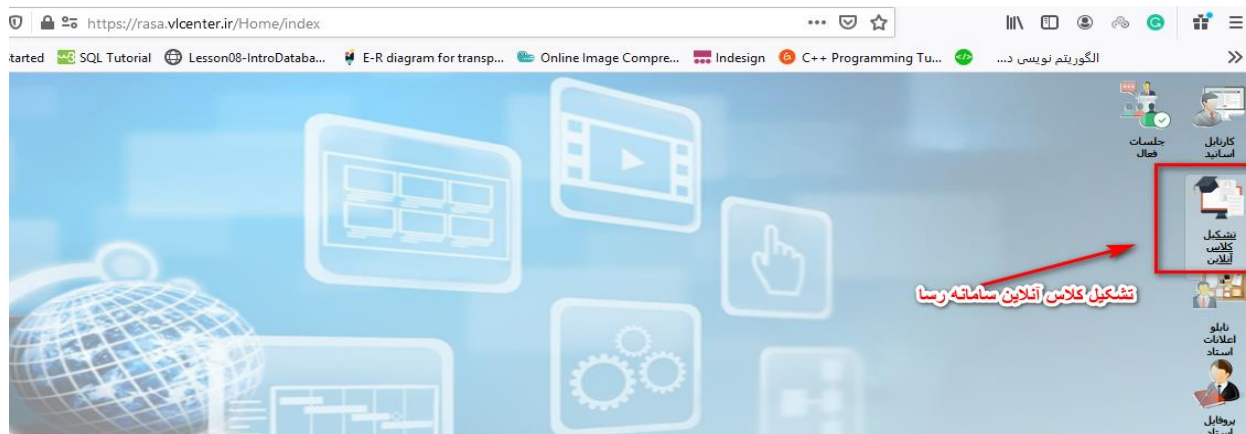 https://rasa.vlcenter.ir/Home/index
tarted SQL Tutorial Lesson08-IntroDataba... E-R diagram for transp... Online Image Compre... Indesign C++ Programming Tu... الگوریتم نویسی د...
کارتابل
اساتید
جلسات
فعال
تشکیل
کلاس
آنلاین
تشکیل کلاس آنلاین سامانه رسا
تابلو
اعلانات
استاد
پروفایل
استاد